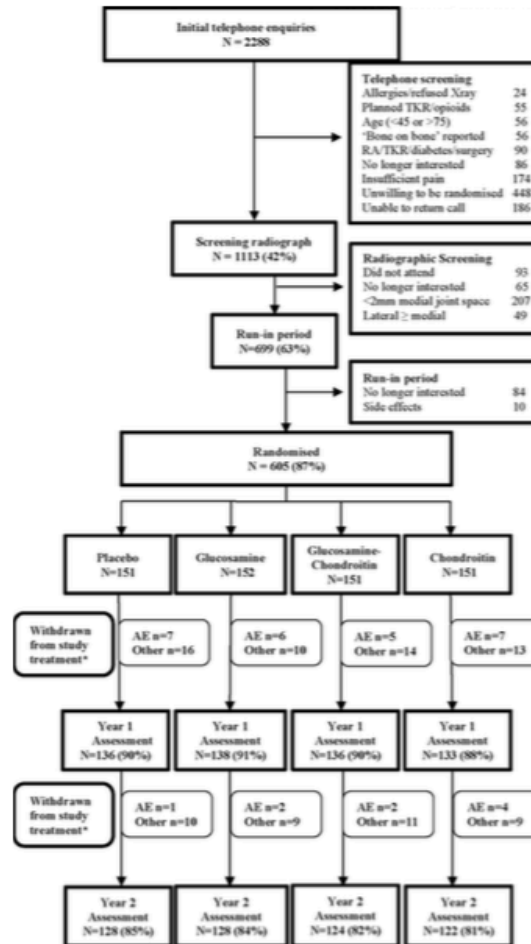 Initial telephone enquiries
N = 2288
Telephone screening
Allergies/refused Xray 24
Planned TKR/opioids 55
Age (<45 or >75) 56
'Bone on bone' reported 56
RA/TKR/diabetes/surgery 90
No longer interested 86
Insufficient pain 174
Unwilling to be randomised 448
Unable to return call 186
Screening radiograph
N = 1113 (42%)
Radiographic Screening
Did not attend 93
No longer interested 65
<2mm medial joint space 207
Lateral ≥ medial 49
Run-in period
N=699 (63%)
Run-in period
No longer interested 84
Side effects 10
Randomised
N = 605 (87%)
Placebo
N=151
Glucosamine
N=152
Glucosamine-
Chondroitin
N=151
Chondroitin
N=151
Withdrawn
from study
treatment*
AE n=7
Other n=16
AE n=6
Other n=10
AE n=5
Other n=14
AE n=7
Other n=13
Year 1
Assessment
N=136 (90%)
Year 1
Assessment
N=138 (91%)
Year 1
Assessment
N=136 (90%)
Year 1
Assessment
N=133 (88%)
Withdrawn
from study
treatment*
AE n=1
Other n=10
AE n=2
Other n=9
AE n=2
Other n=11
AE n=4
Other n=9
Year 2
Assessment
N=128 (85%)
Year 2
Assessment
N=128 (84%)
Year 2
Assessment
N=124 (82%)
Year 2
Assessment
N=122 (81%)